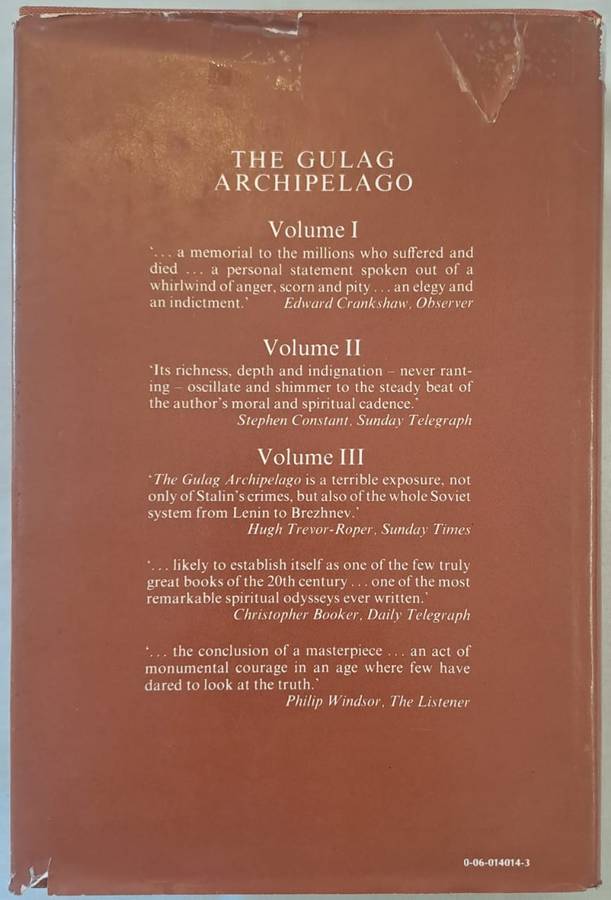 THE GULAG
ARCHIPELAGO
Volume I
‘... a memorial to the millions who suffered and
died ... a personal statement spoken out of a
whirlwind of anger, scorn and pity ... an elegy and
an indictment.’ Edward Crankshaw, Observer
Volume II
‘Its richness, depth and indignation – never rant-
ing – oscillate and shimmer to the steady beat of
the author’s moral and spiritual cadence.’
Stephen Constant, Sunday Telegraph
Volume III
‘The Gulag Archipelago is a terrible exposure, not
only of Stalin’s crimes, but also of the whole Soviet
system from Lenin to Brezhnev.’
Hugh Trevor-Roper, Sunday Times
‘... likely to establish itself as one of the few truly
great books of the 20th century ... one of the most
remarkable spiritual odysseys ever written.’
Christopher Booker, Daily Telegraph
‘... the conclusion of a masterpiece ... an act of
monumental courage in an age where few have
dared to look at the truth.’
Philip Windsor, The Listener
0-06-014014-3